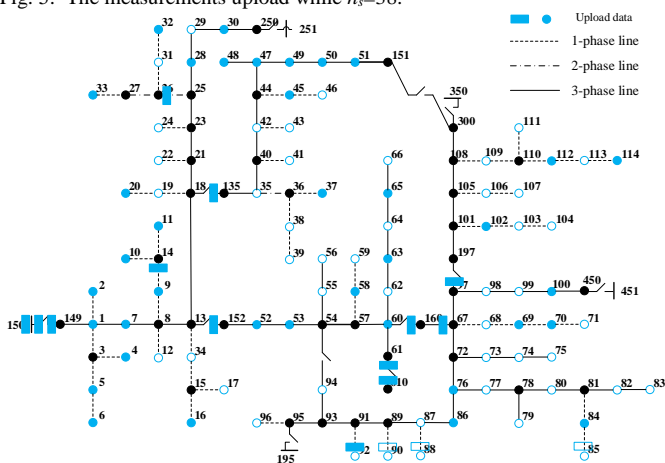 Fig. 5. The measurements upload while n_s=38.
32 29 30 250 251 Upload data
1-phase line
31 28 48 47 49 50 51 151 2-phase line
3-phase line
33 27 26 25 44 45 46 350
300
24 23 42 43 111
22 21 40 41 66 108 109 110 112 113 114
20 19 18 135 35 36 37 65 105 106 107
11 38 64 101 102 103 104
10 14 39 56 59 63 197
2 9 55 58 62 97 98 99 100 450 451
150 149 1 7 8 13 152 52 53 54 57 60 160 67 68 69 70 71
3 4 12 34 61 72 73 74 75
5 15 17 94 610 76 77 78 80 81 82 83
6 16 96 95 93 91 89 87 86 79 84
195 92 90 88 85